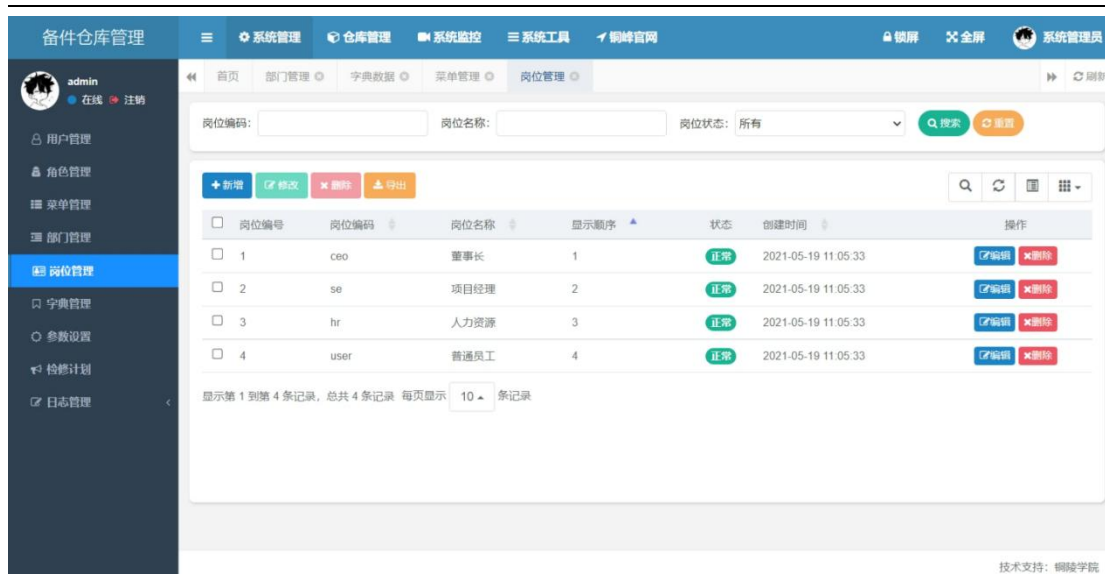 备件仓库管理 系统管理 仓库管理 系统监控 系统工具 铜峰官网 锁屏 全屏 系统管理员
admin
在线 注销
首页 部门管理 字典数据 菜单管理 岗位管理 刷新
岗位编码: 岗位名称: 岗位状态: 所有 搜索 重置
用户管理
角色管理
菜单管理
部门管理
岗位管理
字典管理
参数设置
检修计划
日志管理
新增 修改 删除 导出
岗位编号 岗位编码 岗位名称 显示顺序 状态 创建时间 操作
1 ceo 董事长 1 正常 2021-05-19 11:05:33 编辑 删除
2 se 项目经理 2 正常 2021-05-19 11:05:33 编辑 删除
3 hr 人力资源 3 正常 2021-05-19 11:05:33 编辑 删除
4 user 普通员工 4 正常 2021-05-19 11:05:33 编辑 删除
显示第 1 到第 4 条记录, 总共 4 条记录 每页显示 10 条记录
技术支持: 铜陵学院